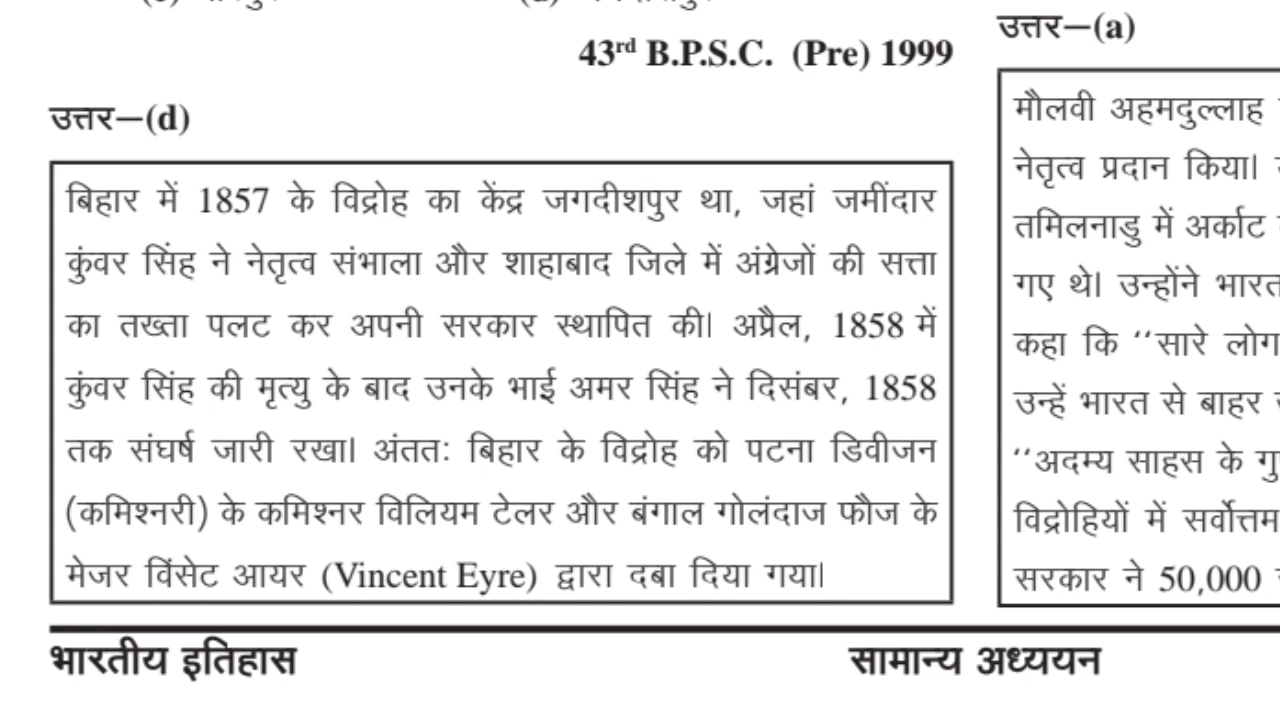 43rd B.P.S.C. (Pre) 1999
उत्तर–(d)
बिहार में 1857 के विद्रोह का केंद्र जगदीशपुर था, जहां जमींदार
कुंवर सिंह ने नेतृत्व संभाला और शाहाबाद जिले में अंग्रेजों की सत्ता
का तख्ता पलट कर अपनी सरकार स्थापित की। अप्रैल, 1858 में
कुंवर सिंह की मृत्यु के बाद उनके भाई अमर सिंह ने दिसंबर, 1858
तक संघर्ष जारी रखा। अंततः बिहार के विद्रोह को पटना डिवीजन
(कमिश्नरी) के कमिश्नर विलियम टेलर और बंगाल गोलंदाज फौज के
मेजर विंसेट आयर (Vincent Eyre) द्वारा दबा दिया गया।
उत्तर–(a)
मौलवी अहमदुल्लाह
नेतृत्व प्रदान किया।
तमिलनाडु में अर्काट
गए थे। उन्होंने भारत
कहा कि ‘‘सारे लोग
उन्हें भारत से बाहर
‘‘अदम्य साहस के
विद्रोहियों में सर्वोत्तम
सरकार ने 50,000
भारतीय इतिहास
सामान्य अध्ययन